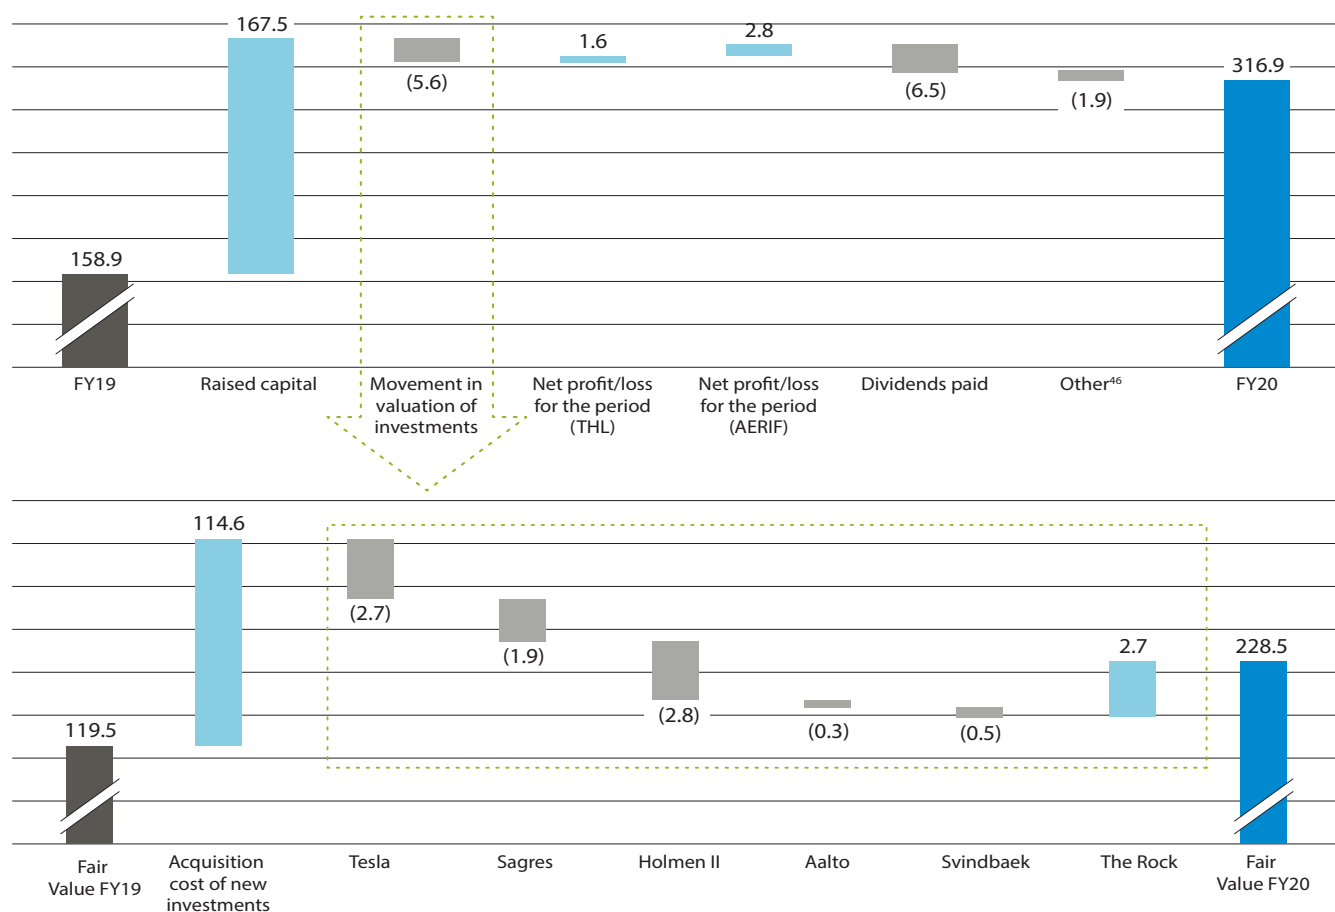 167.5
1.6
2.8
(5.6)
(6.5)
(1.9)
316.9
158.9
FY19
Raised capital
Movement in
valuation of
investments
Net profit/loss
for the period
(THL)
Net profit/loss
for the period
(AERIF)
Dividends paid
Other⁴⁶
FY20
114.6
(2.7)
(1.9)
(2.8)
(0.3)
(0.5)
2.7
228.5
119.5
Fair
Value FY19
Acquisition
cost of new
investments
Tesla
Sagres
Holmen II
Aalto
Svindbaek
The Rock
Fair
Value FY20